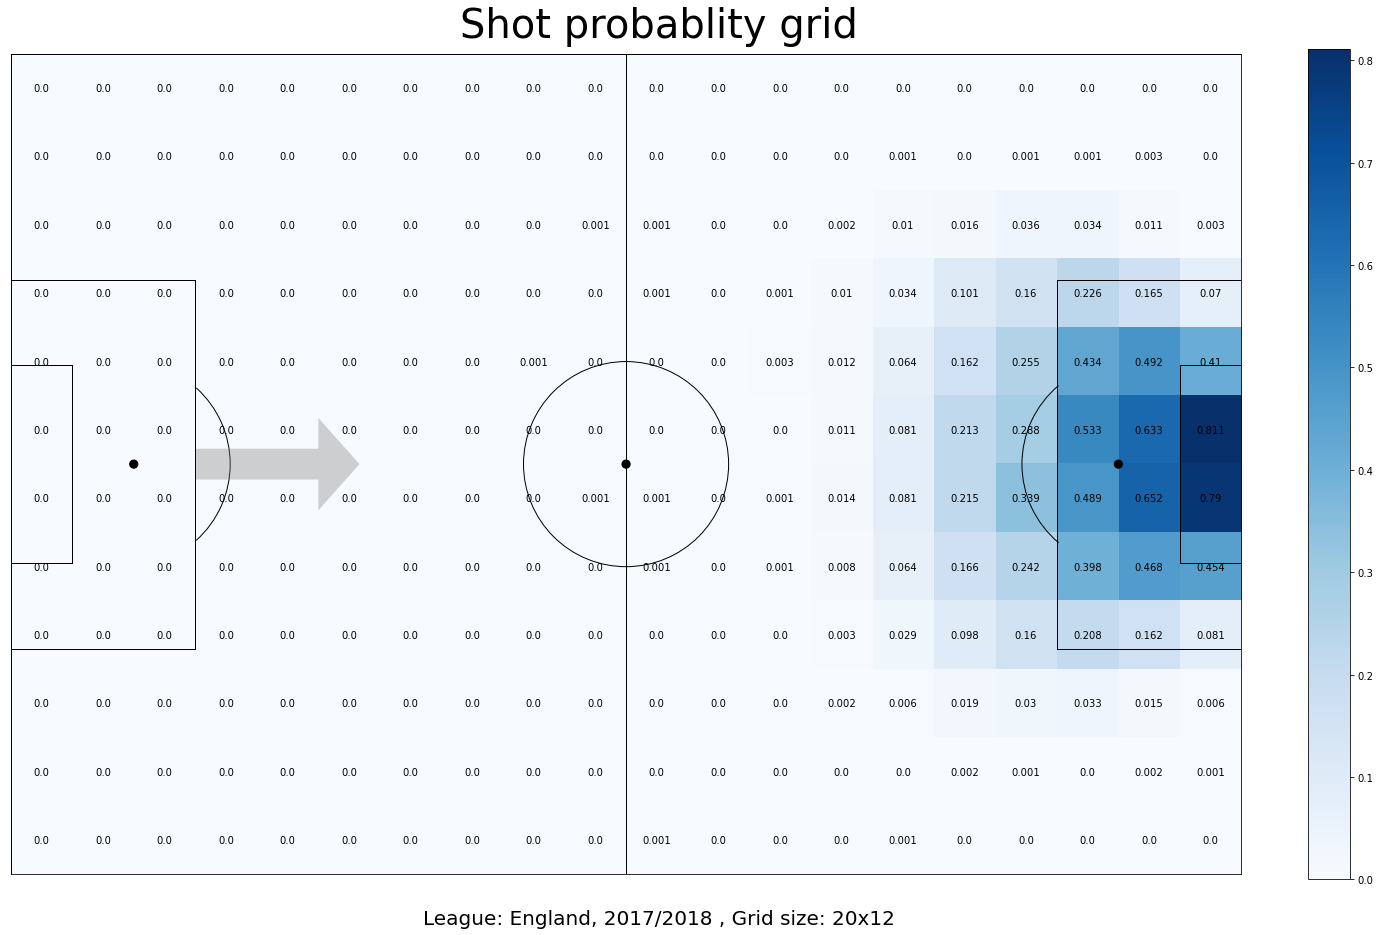 Shot probablity grid
0.0 0.0 0.0 0.0 0.0 0.0 0.0 0.0 0.0 0.0 0.0 0.0 0.0 0.0 0.0 0.0 0.0 0.0 0.0 0.0
0.0 0.0 0.0 0.0 0.0 0.0 0.0 0.0 0.0 0.0 0.0 0.0 0.0 0.0 0.001 0.0 0.001 0.001 0.003 0.0
0.0 0.0 0.0 0.0 0.0 0.0 0.0 0.0 0.0 0.001 0.001 0.0 0.0 0.002 0.01 0.016 0.036 0.034 0.011 0.003
0.0 0.0 0.0 0.0 0.0 0.0 0.0 0.0 0.0 0.0 0.001 0.0 0.001 0.01 0.034 0.101 0.16 0.226 0.165 0.07
0.0 0.0 0.0 0.0 0.0 0.0 0.0 0.0 0.001 0.0 0.0 0.0 0.003 0.012 0.064 0.162 0.255 0.434 0.492 0.41
0.0 0.0 0.0 0.0 0.0 0.0 0.0 0.0 0.0 0.0 0.0 0.0 0.0 0.011 0.081 0.213 0.288 0.533 0.633 0.811
0.0 0.0 0.0 0.0 0.0 0.0 0.0 0.0 0.0 0.001 0.001 0.0 0.001 0.014 0.081 0.215 0.339 0.489 0.652 0.79
0.0 0.0 0.0 0.0 0.0 0.0 0.0 0.0 0.0 0.0 0.001 0.0 0.001 0.008 0.064 0.166 0.242 0.398 0.468 0.454
0.0 0.0 0.0 0.0 0.0 0.0 0.0 0.0 0.0 0.0 0.0 0.0 0.0 0.003 0.029 0.098 0.16 0.208 0.162 0.081
0.0 0.0 0.0 0.0 0.0 0.0 0.0 0.0 0.0 0.0 0.0 0.0 0.0 0.002 0.006 0.019 0.03 0.033 0.015 0.006
0.0 0.0 0.0 0.0 0.0 0.0 0.0 0.0 0.0 0.0 0.0 0.0 0.0 0.0 0.0 0.002 0.001 0.0 0.002 0.001
0.0 0.0 0.0 0.0 0.0 0.0 0.0 0.0 0.0 0.0 0.001 0.0 0.0 0.0 0.001 0.0 0.0 0.0 0.0 0.0
0.8
0.7
0.6
0.5
0.4
0.3
0.2
0.1
0.0
League: England, 2017/2018 , Grid size: 20x12